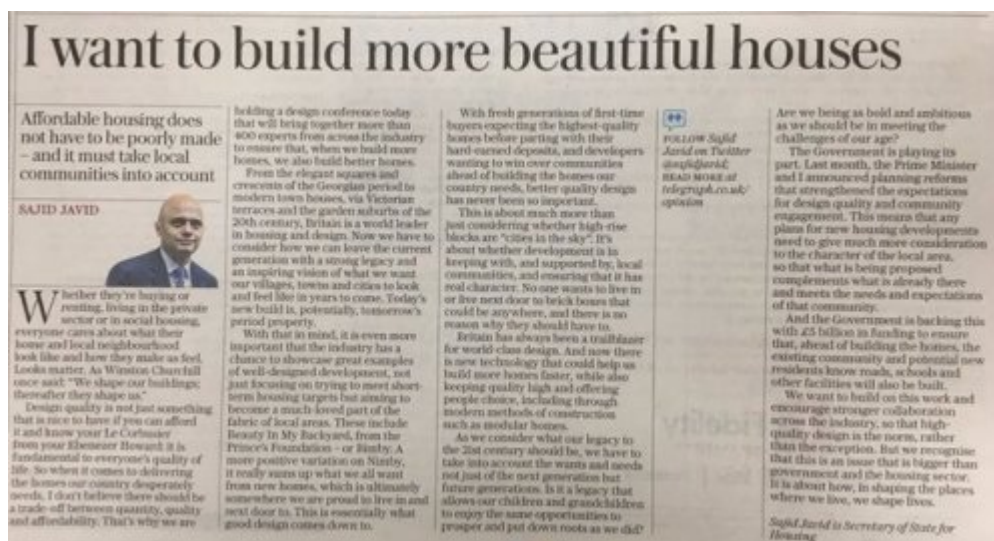 I want to build more beautiful houses
Affordable housing does
not have to be poorly made
– and it must take local
communities into account
SAJID JAVID
Whether they're buying or
renting, living in the private
sector or in social housing,
everyone cares about what their
home and local neighbourhood
look like and how they make us feel.
Looks matter. As Winston Churchill
once said: "We shape our buildings;
thereafter they shape us."
Design quality is not just something
that is nice to have if you can afford
it and know your Le Corbusier
from your Ebenezer Howard: it is
fundamental to everyone's quality of
life. So when it comes to delivering
the homes our country desperately
needs, I don't believe there should be
a trade-off between quantity, quality
and affordability. That's why we are
holding a design conference today
that will bring together more than
400 experts from across the industry
to ensure that, when we build more
homes, we also build better homes.
From the elegant squares and
crescents of the Georgian period to
modern town houses, via Victorian
terraces and the garden suburbs of the
20th century, Britain is a world leader
in housing and design. Now we have to
consider how we can leave the current
generation with a strong legacy and
an inspiring vision of what we want
our villages, towns and cities to look
and feel like in years to come. Today's
new build is, potentially, tomorrow's
period property.
With that in mind, it is even more
important that the industry has a
chance to showcase great examples
of well-designed development, not
just focusing on trying to meet short-
term housing targets but aiming to
become a much-loved part of the
fabric of local areas. These include
Beauty In My Backyard, from the
Prince's Foundation – or Bimby. A
more positive variation on Nimby,
it really sums up what we all want
from new homes, which is ultimately
somewhere we are proud to live in and
next door to. This is essentially what
good design comes down to.
With fresh generations of first-time
buyers expecting the highest-quality
homes before parting with their
hard-earned deposits, and developers
wanting to win over communities
ahead of building the homes our
country needs, better quality design
has never been so important.
This is about much more than
just considering whether high-rise
blocks are "cities in the sky". It's
about whether development is in
keeping with, and supported by, local
communities, and ensuring that it has
real character. No one wants to live in
or live next door to brick boxes that
could be anywhere, and there is no
reason why they should have to.
Britain has always been a trailblazer
for world-class design. And now there
is new technology that could help us
build more homes faster, while also
keeping quality high and offering
people choice, including through
modern methods of construction
such as modular homes.
As we consider what our legacy to
the 21st century should be, we have to
take into account the wants and needs
not just of the next generation but
future generations. Is it a legacy that
allows our children and grandchildren
to enjoy the same opportunities to
prosper and put down roots as we did?
FOLLOW Sajid
Javid on Twitter
@sajidjavid;
READ MORE at
telegraph.co.uk/
opinion
Are we being as bold and ambitious
as we should be in meeting the
challenges of our age?
The Government is playing its
part. Last month, the Prime Minister
and I announced planning reforms
that strengthened the expectations
for design quality and community
engagement. This means that any
plans for new housing developments
need to give much more consideration
to the character of the local area,
so that what is being proposed
complements what is already there
and meets the needs and expectations
of that community.
And the Government is backing this
with £5 billion in funding to ensure
that, ahead of building the homes, the
existing community and potential new
residents know roads, schools and
other facilities will also be built.
We want to build on this work and
encourage stronger collaboration
across the industry, so that high-
quality design is the norm, rather
than the exception. But we recognise
that this is an issue that is bigger than
government and the housing sector.
It is about how, in shaping the places
where we live, we shape lives.
Sajid Javid is Secretary of State for
Housing